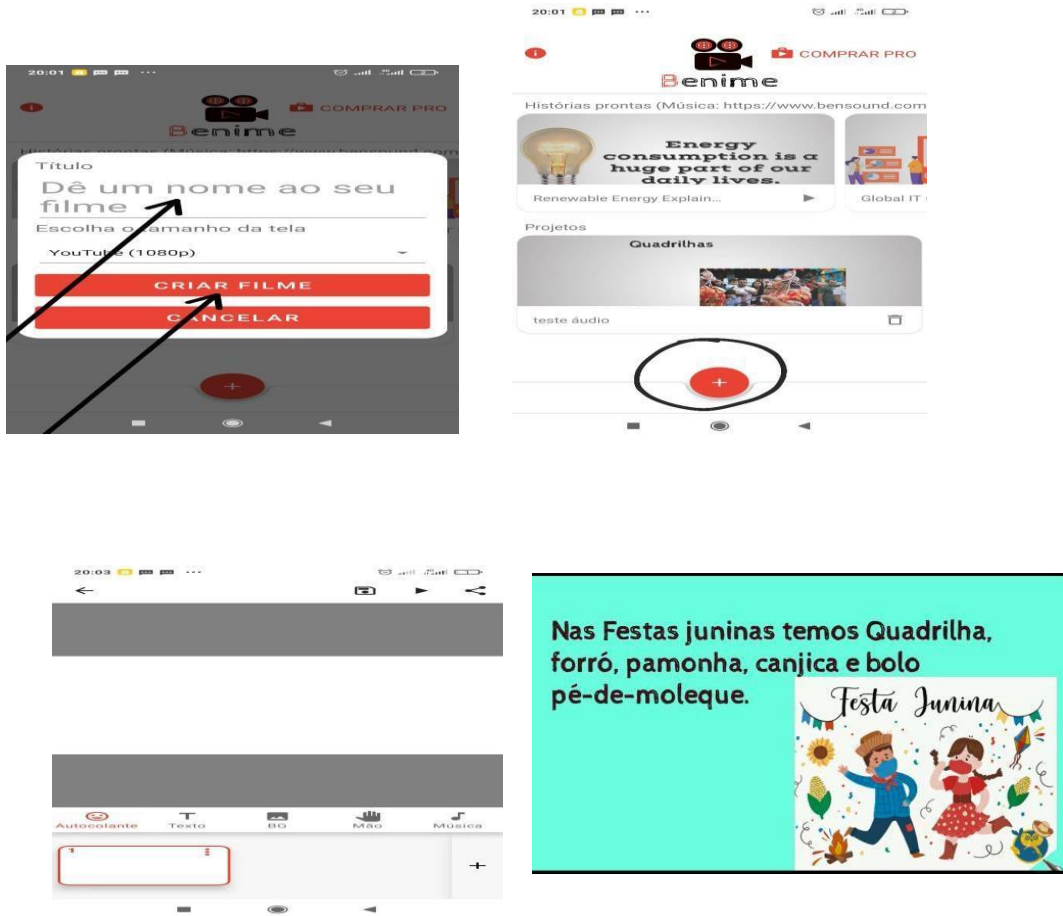 20:01
COMPRAR PRO
Benime
Título
Dê um nome ao seu
filme
Escolha o tamanho da tela
YouTube (1080p)
CRIAR FILME
CANCELAR
+
20:01
COMPRAR PRO
Benime
Histórias prontas (Música: https://www.bensound.com
Energy
consumption is a
huge part of our
daily lives.
Renewable Energy Explain...
Global IT
Projetos
Quadrilhas
teste áudio
+
20:03
Autocolante Texto BG Mão Música
1
+
Nas Festas juninas temos Quadrilha,
forró, pamonha, canjica e bolo
pé-de-moleque.
Festa Junina